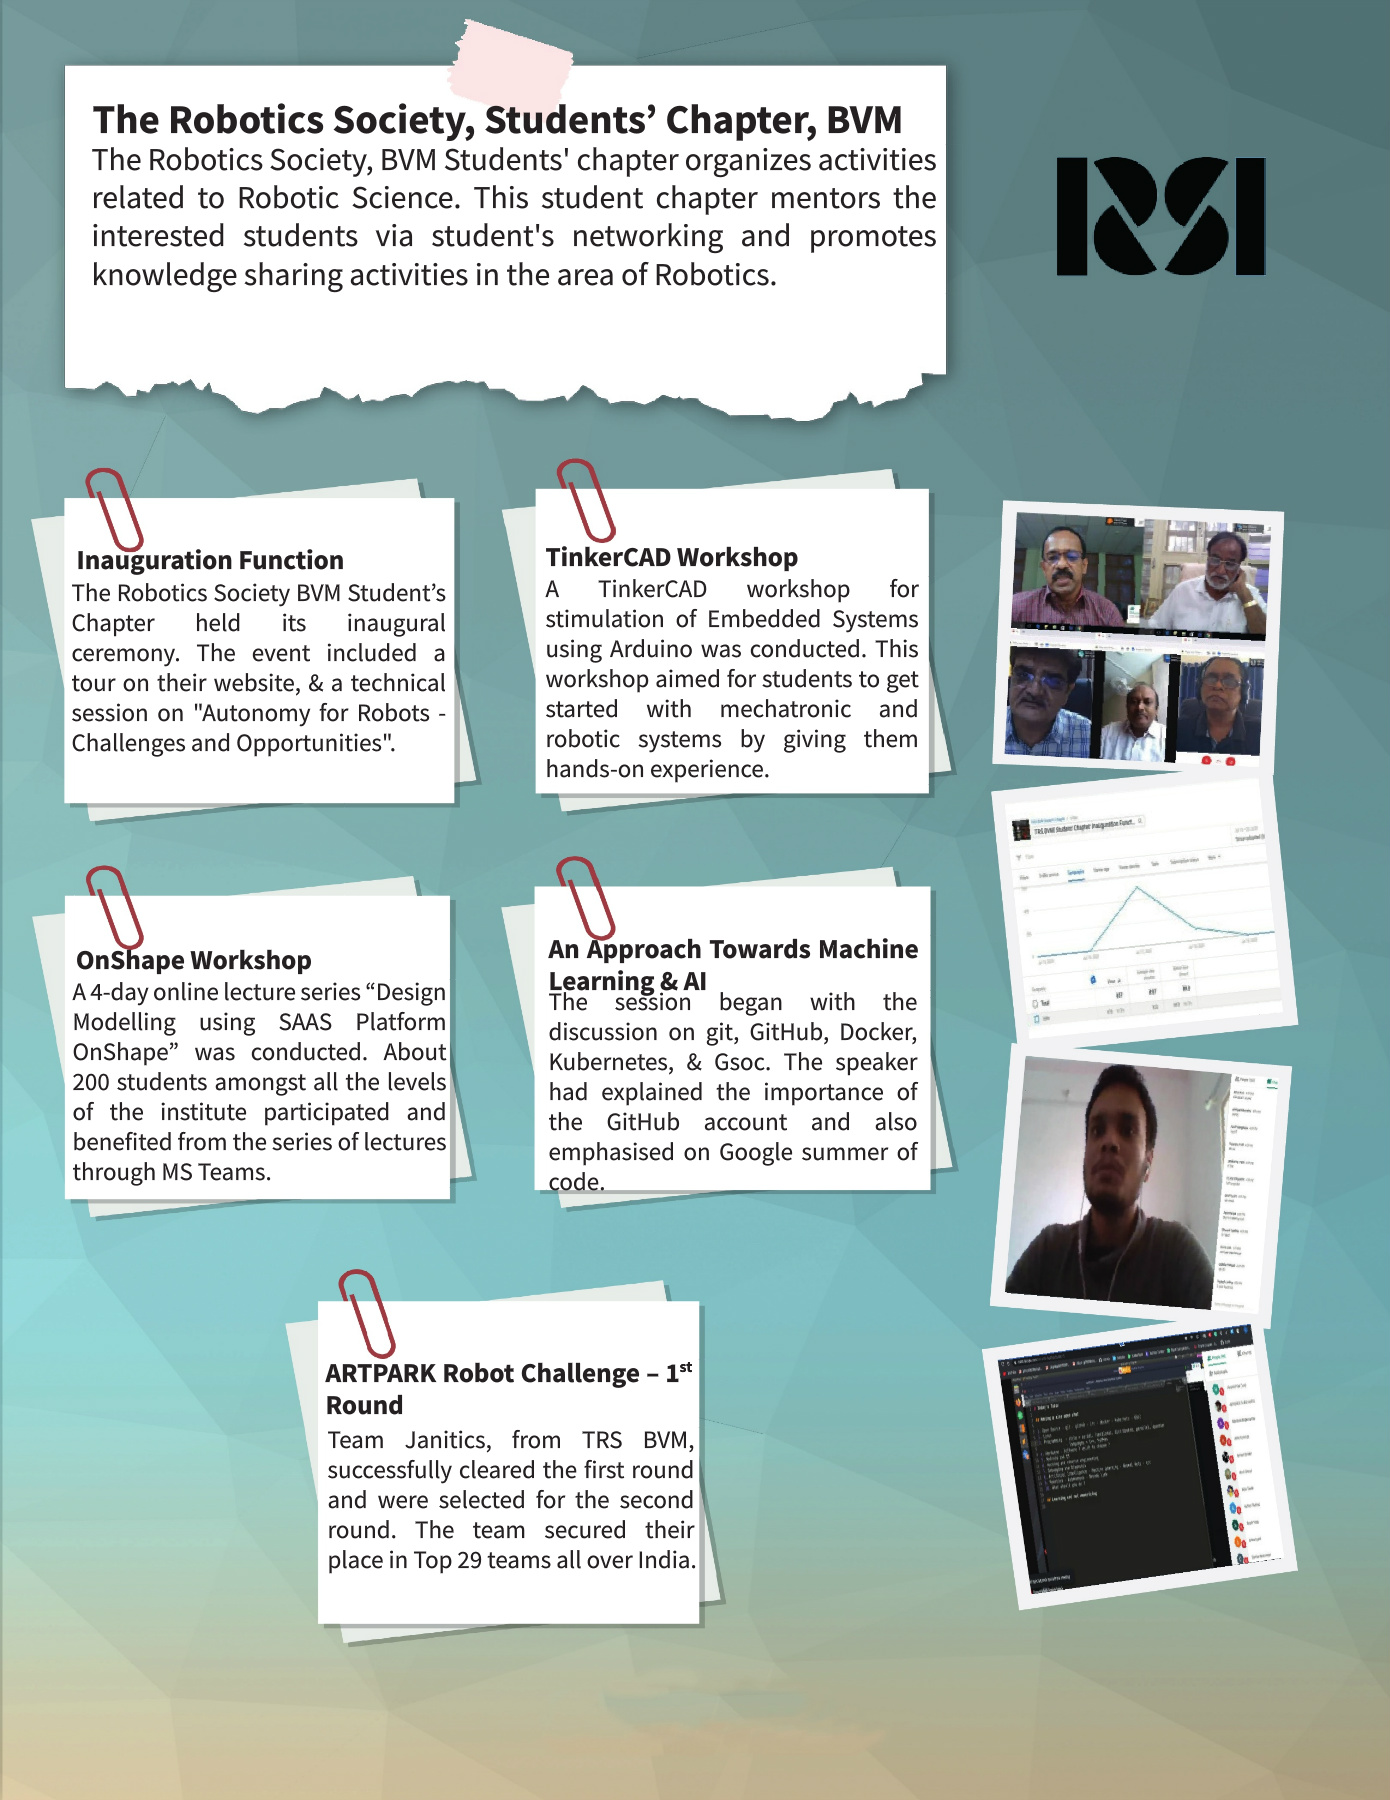 The Robotics Society, Students’ Chapter, BVM
The Robotics Society, BVM Students' chapter organizes activities
related to Robotic Science. This student chapter mentors the
interested students via student's networking and promotes
knowledge sharing activities in the area of Robotics.
RSI
Inauguration Function
The Robotics Society BVM Student’s
Chapter held its inaugural
ceremony. The event included a
tour on their website, & a technical
session on "Autonomy for Robots -
Challenges and Opportunities".
TinkerCAD Workshop
A TinkerCAD workshop for
stimulation of Embedded Systems
using Arduino was conducted. This
workshop aimed for students to get
started with mechatronic and
robotic systems by giving them
hands-on experience.
OnShape Workshop
A 4-day online lecture series “Design
Modelling using SAAS Platform
OnShape” was conducted. About
200 students amongst all the levels
of the institute participated and
benefited from the series of lectures
through MS Teams.
An Approach Towards Machine
Learning & AI
The session began with the
discussion on git, GitHub, Docker,
Kubernetes, & Gsoc. The speaker
had explained the importance of
the GitHub account and also
emphasised on Google summer of
code.
ARTPARK Robot Challenge – 1st
Round
Team Janitics, from TRS BVM,
successfully cleared the first round
and were selected for the second
round. The team secured their
place in Top 29 teams all over India.
TRS BVM Student Chapter Inauguration Funct...
Total